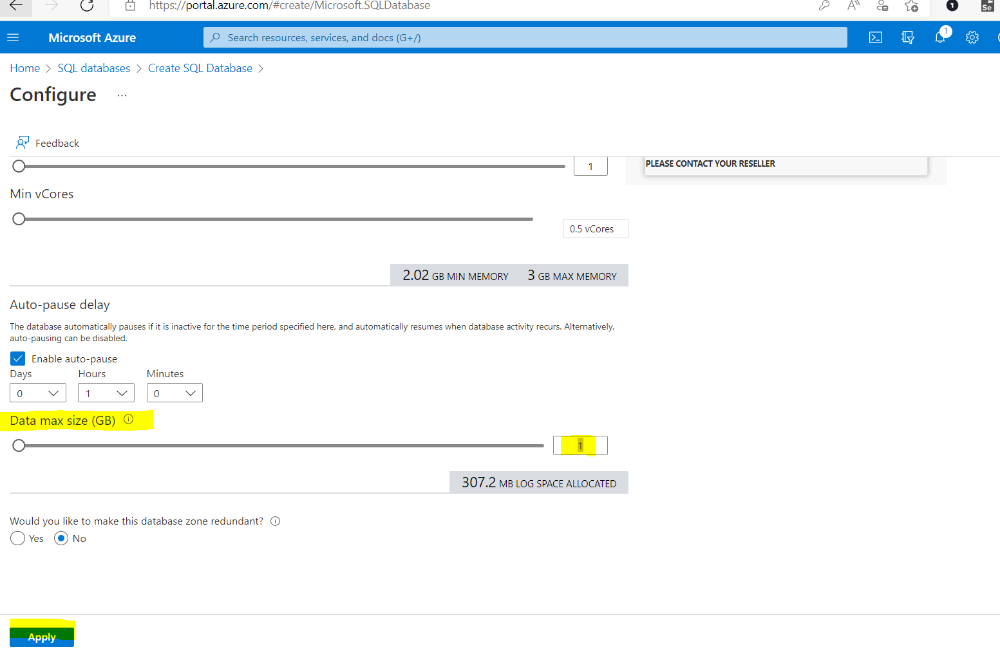 https://portal.azure.com/#create/Microsoft.SQLDatabase
A))
1
Se
Microsoft Azure
Search resources, services, and docs (G+/)
1
Home > SQL databases > Create SQL Database >
Configure ...
Feedback
1
PLEASE CONTACT YOUR RESELLER
Min vCores
0.5 vCores
2.02 GB MIN MEMORY 3 GB MAX MEMORY
Auto-pause delay
The database automatically pauses if it is inactive for the time period specified here, and automatically resumes when database activity recurs. Alternatively,
auto-pausing can be disabled.
Enable auto-pause
Days Hours Minutes
0 1 0
Data max size (GB)
1
307.2 MB LOG SPACE ALLOCATED
Would you like to make this database zone redundant?
Yes No
Apply